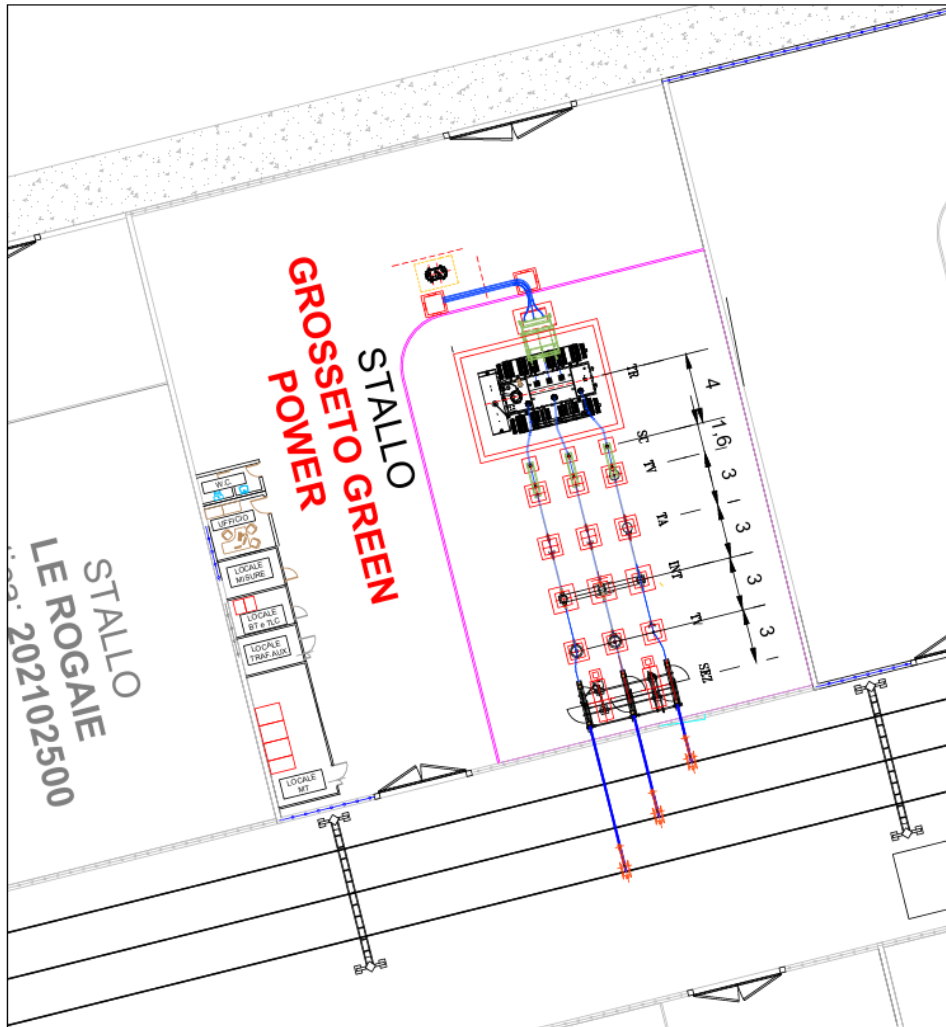 STALLO
GROSSETO GREEN
POWER
STALLO
LE ROGAIE
202102500
W.C.
UFFICIO
LOCALE
MISURE
LOCALE
BT e TLC
LOCALE
TRAF.AUX
LOCALE
MT
TR
SC
TV
TA
INT
TV
SEZ
4
1,6
3
3
3
3